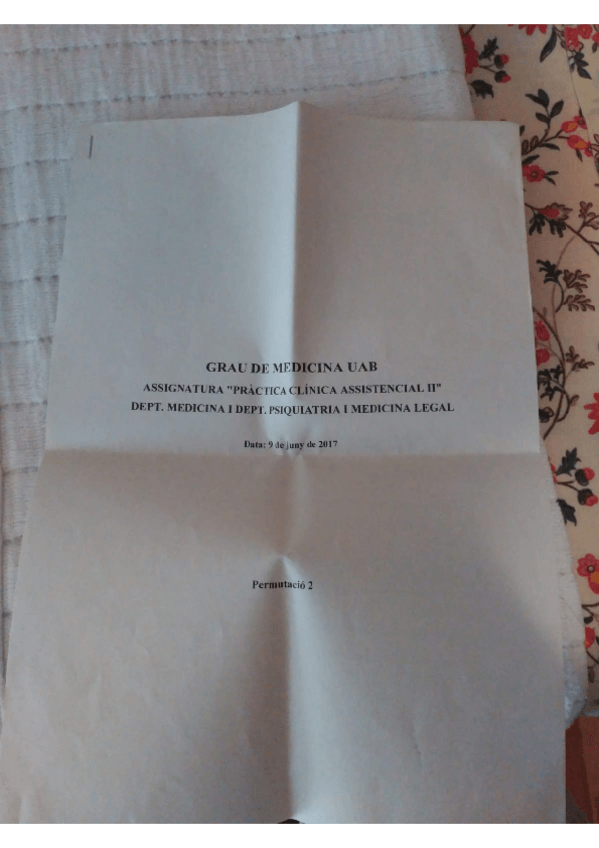 GRAU DE MEDICINA UAB
ASSIGNATURA "PRÀCTICA CLÍNICA ASSISTENCIAL II"
DEPT. MEDICINA I DEPT. PSIQUIATRIA I MEDICINA LEGAL
Data: 9 de juny de 2017
Permutació 2